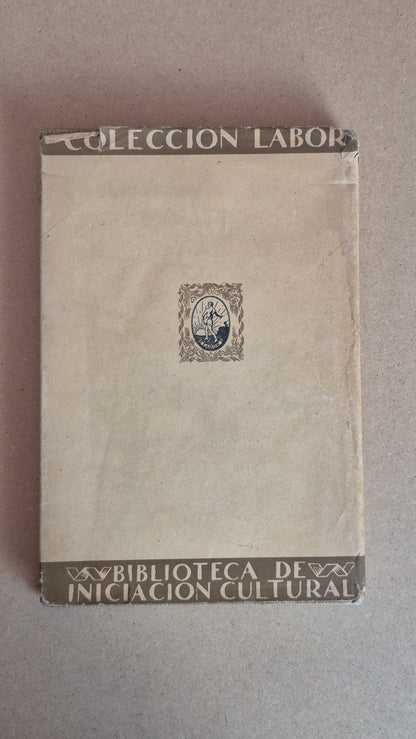 COLECCION LABOR
BIBLIOTECA DE
INICIACION CULTURAL